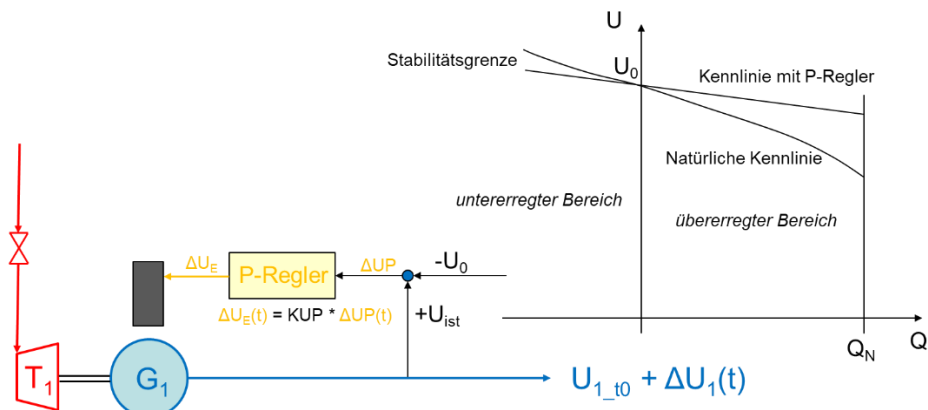 U
Stabilitätsgrenze
U0
Kennlinie mit P-Regler
Natürliche Kennlinie
untererregter Bereich
übererregter Bereich
ΔUE
P-Regler
ΔUP
-U0
ΔUE(t) = KUP * ΔUP(t)
+Uist
QN
Q
T1
G1
U1_t0 + ΔU1(t)